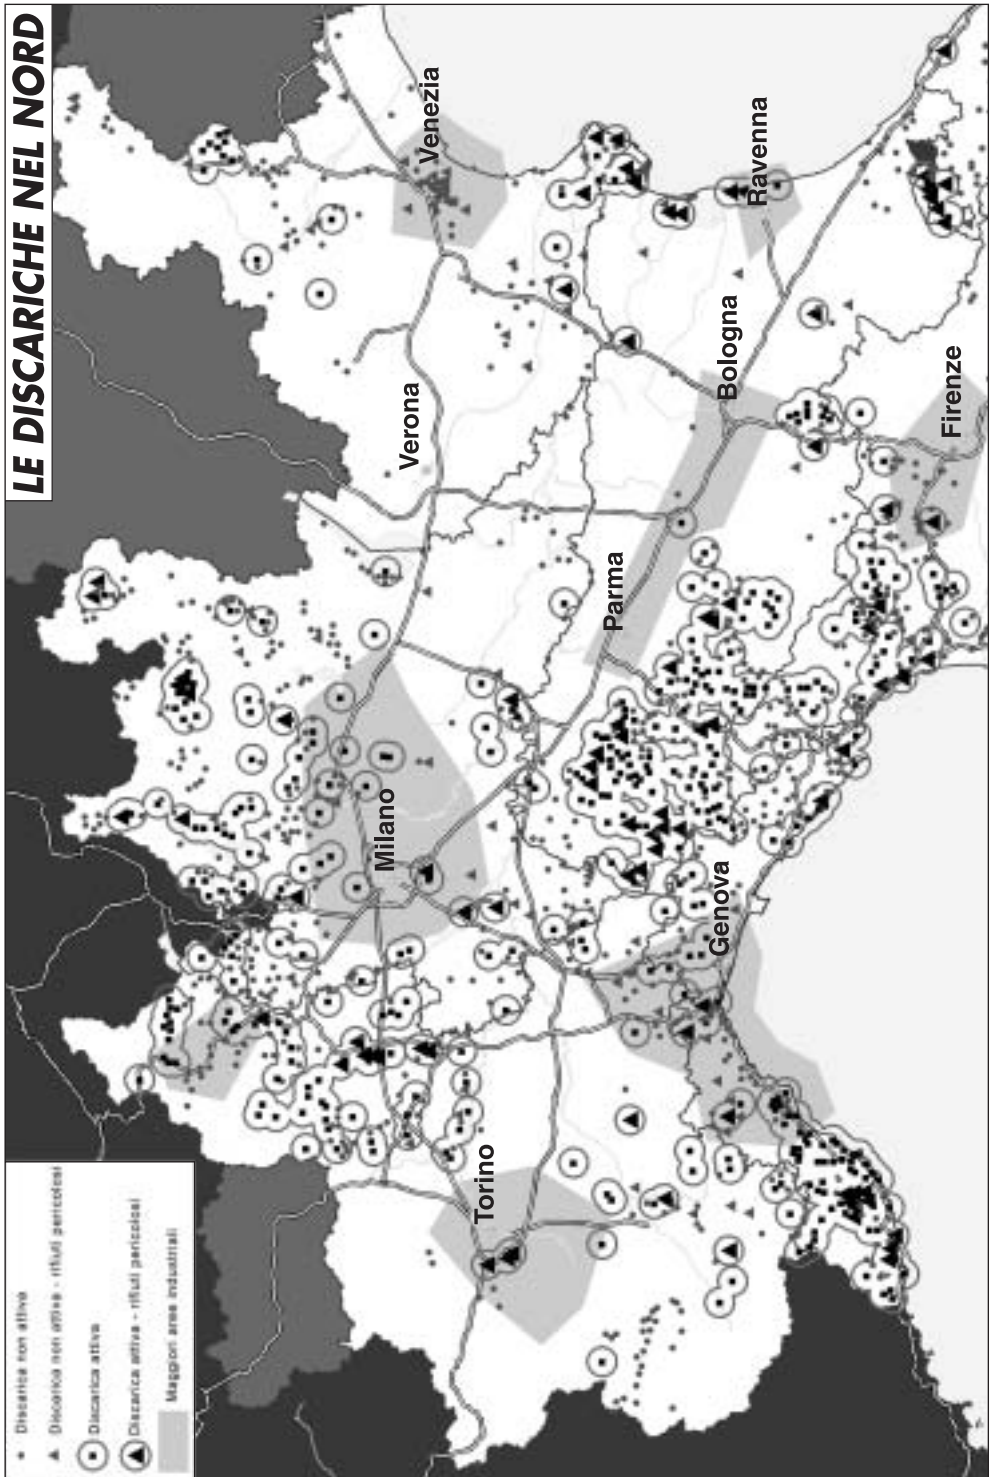 LE DISCARICHE NEL NORD
Discarica non attiva
Discarica non attiva - rifiuti pericolosi
Discarica attiva
Discarica attiva - rifiuti pericolosi
Maggiori aree industriali
Torino
Milano
Verona
Venezia
Genova
Parma
Bologna
Ravenna
Firenze